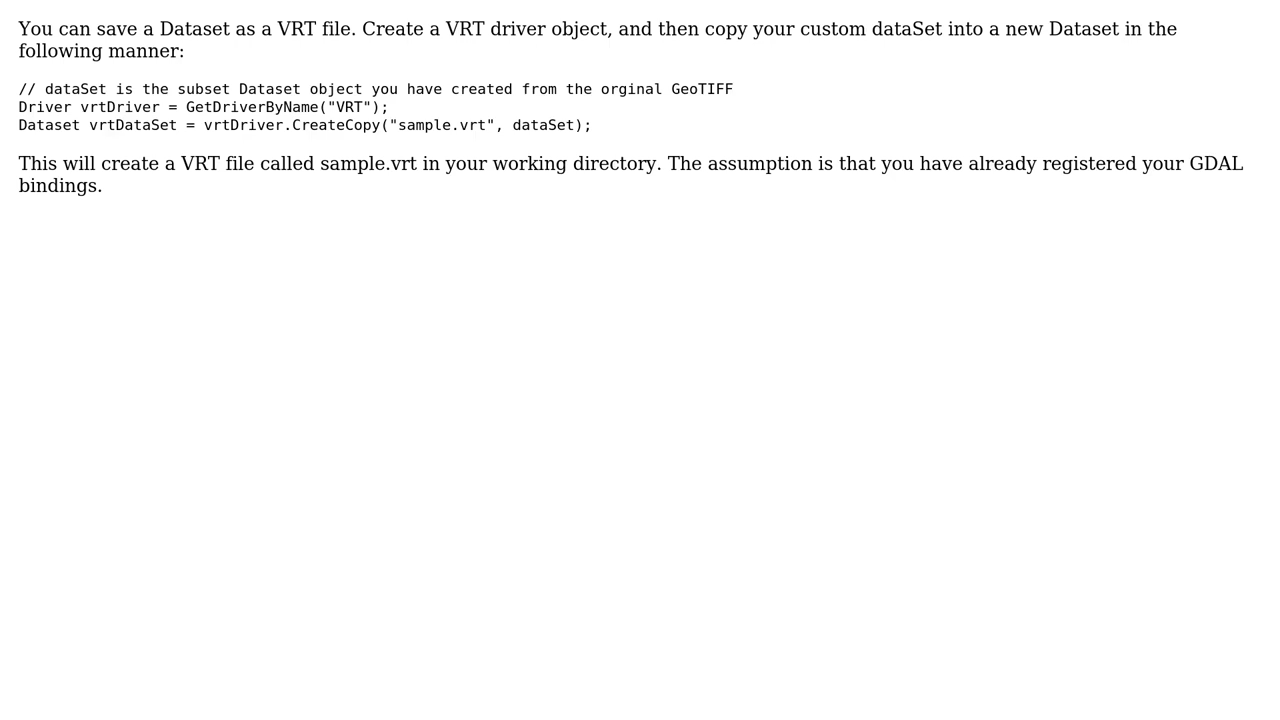 You can save a Dataset as a VRT file. Create a VRT driver object, and then copy your custom dataSet into a new Dataset in the
following manner:
// dataSet is the subset Dataset object you have created from the orginal GeoTIFF
Driver vrtDriver = GetDriverByName("VRT");
Dataset vrtDataSet = vrtDriver.CreateCopy("sample.vrt", dataSet);
This will create a VRT file called sample.vrt in your working directory. The assumption is that you have already registered your GDAL
bindings.